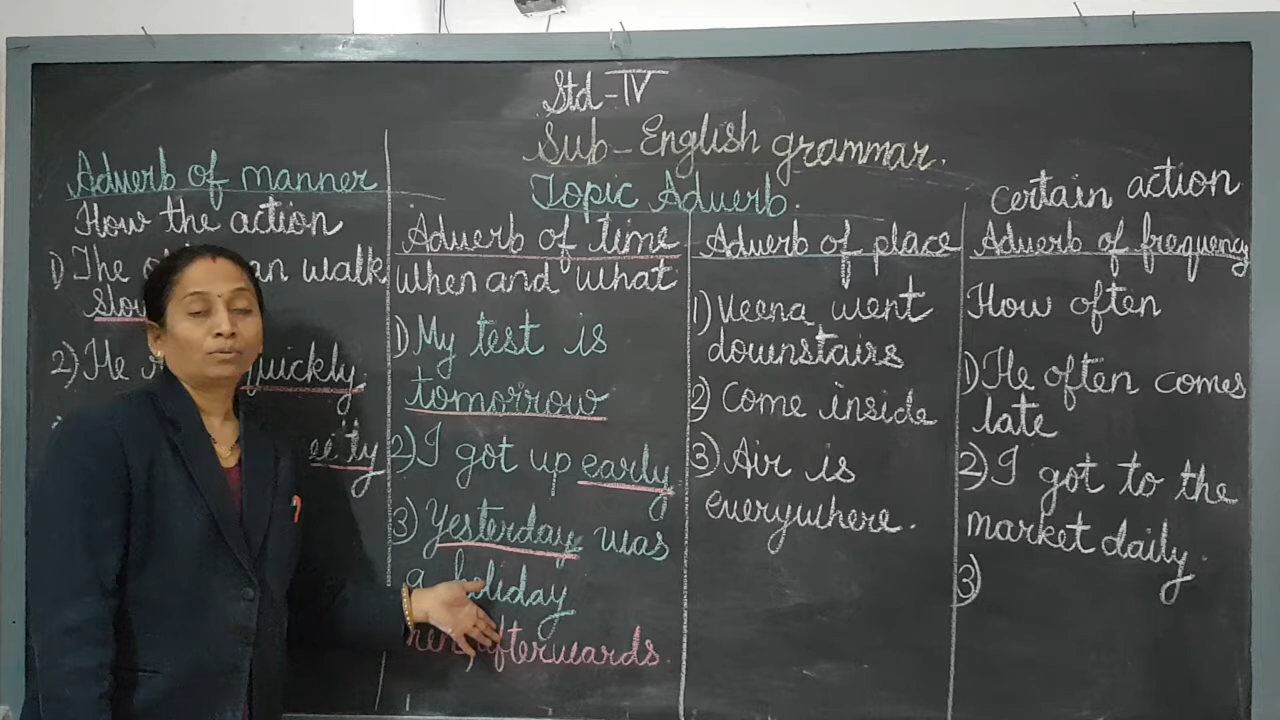 Std-IV
Sub-English grammar.
Topic Adverb.
Adverb of manner
How the action
1) The an walk
2) He quickly.
Adverb of time
when and what
1) My test is
tomorrow
2) I got up early
3) Yesterday was
a holiday
afterwards.
Adverb of place
1) Veena went
downstairs
2) Come inside
3) Air is
everywhere.
certain action
Adverb of frequency
How often
1) He often comes
late
2) I got to the
market daily.
3)